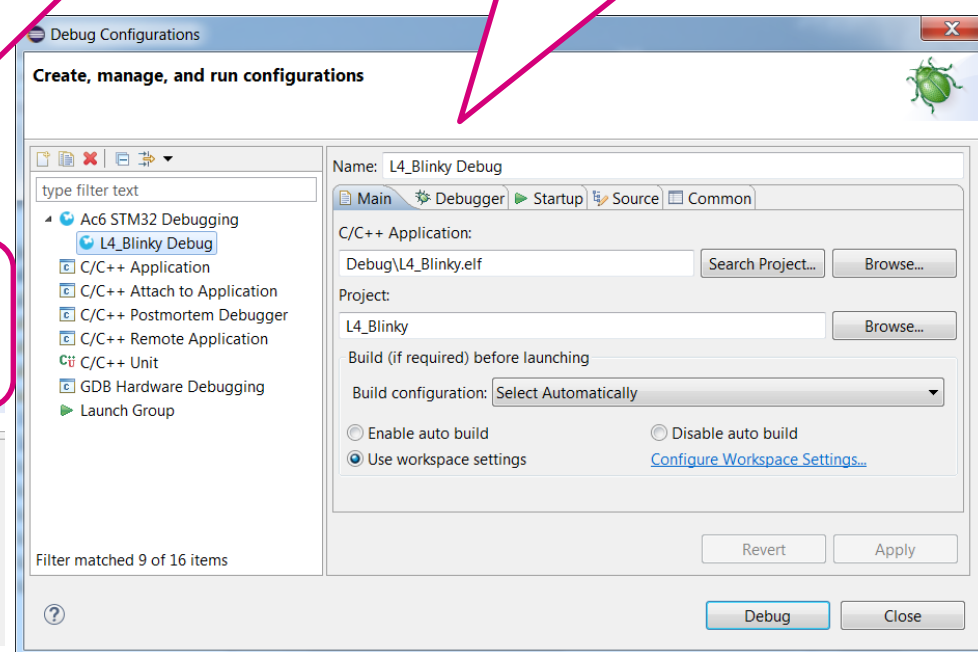 Debug Configurations
Create, manage, and run configurations
type filter text
Ac6 STM32 Debugging
L4_Blinky Debug
C/C++ Application
C/C++ Attach to Application
C/C++ Postmortem Debugger
C/C++ Remote Application
C/C++ Unit
GDB Hardware Debugging
Launch Group
Filter matched 9 of 16 items
Name: L4_Blinky Debug
Main Debugger Startup Source Common
C/C++ Application:
Debug\L4_Blinky.elf Search Project... Browse...
Project:
L4_Blinky Browse...
Build (if required) before launching
Build configuration: Select Automatically
Enable auto build Disable auto build
Use workspace settings Configure Workspace Settings...
Revert Apply
Debug Close